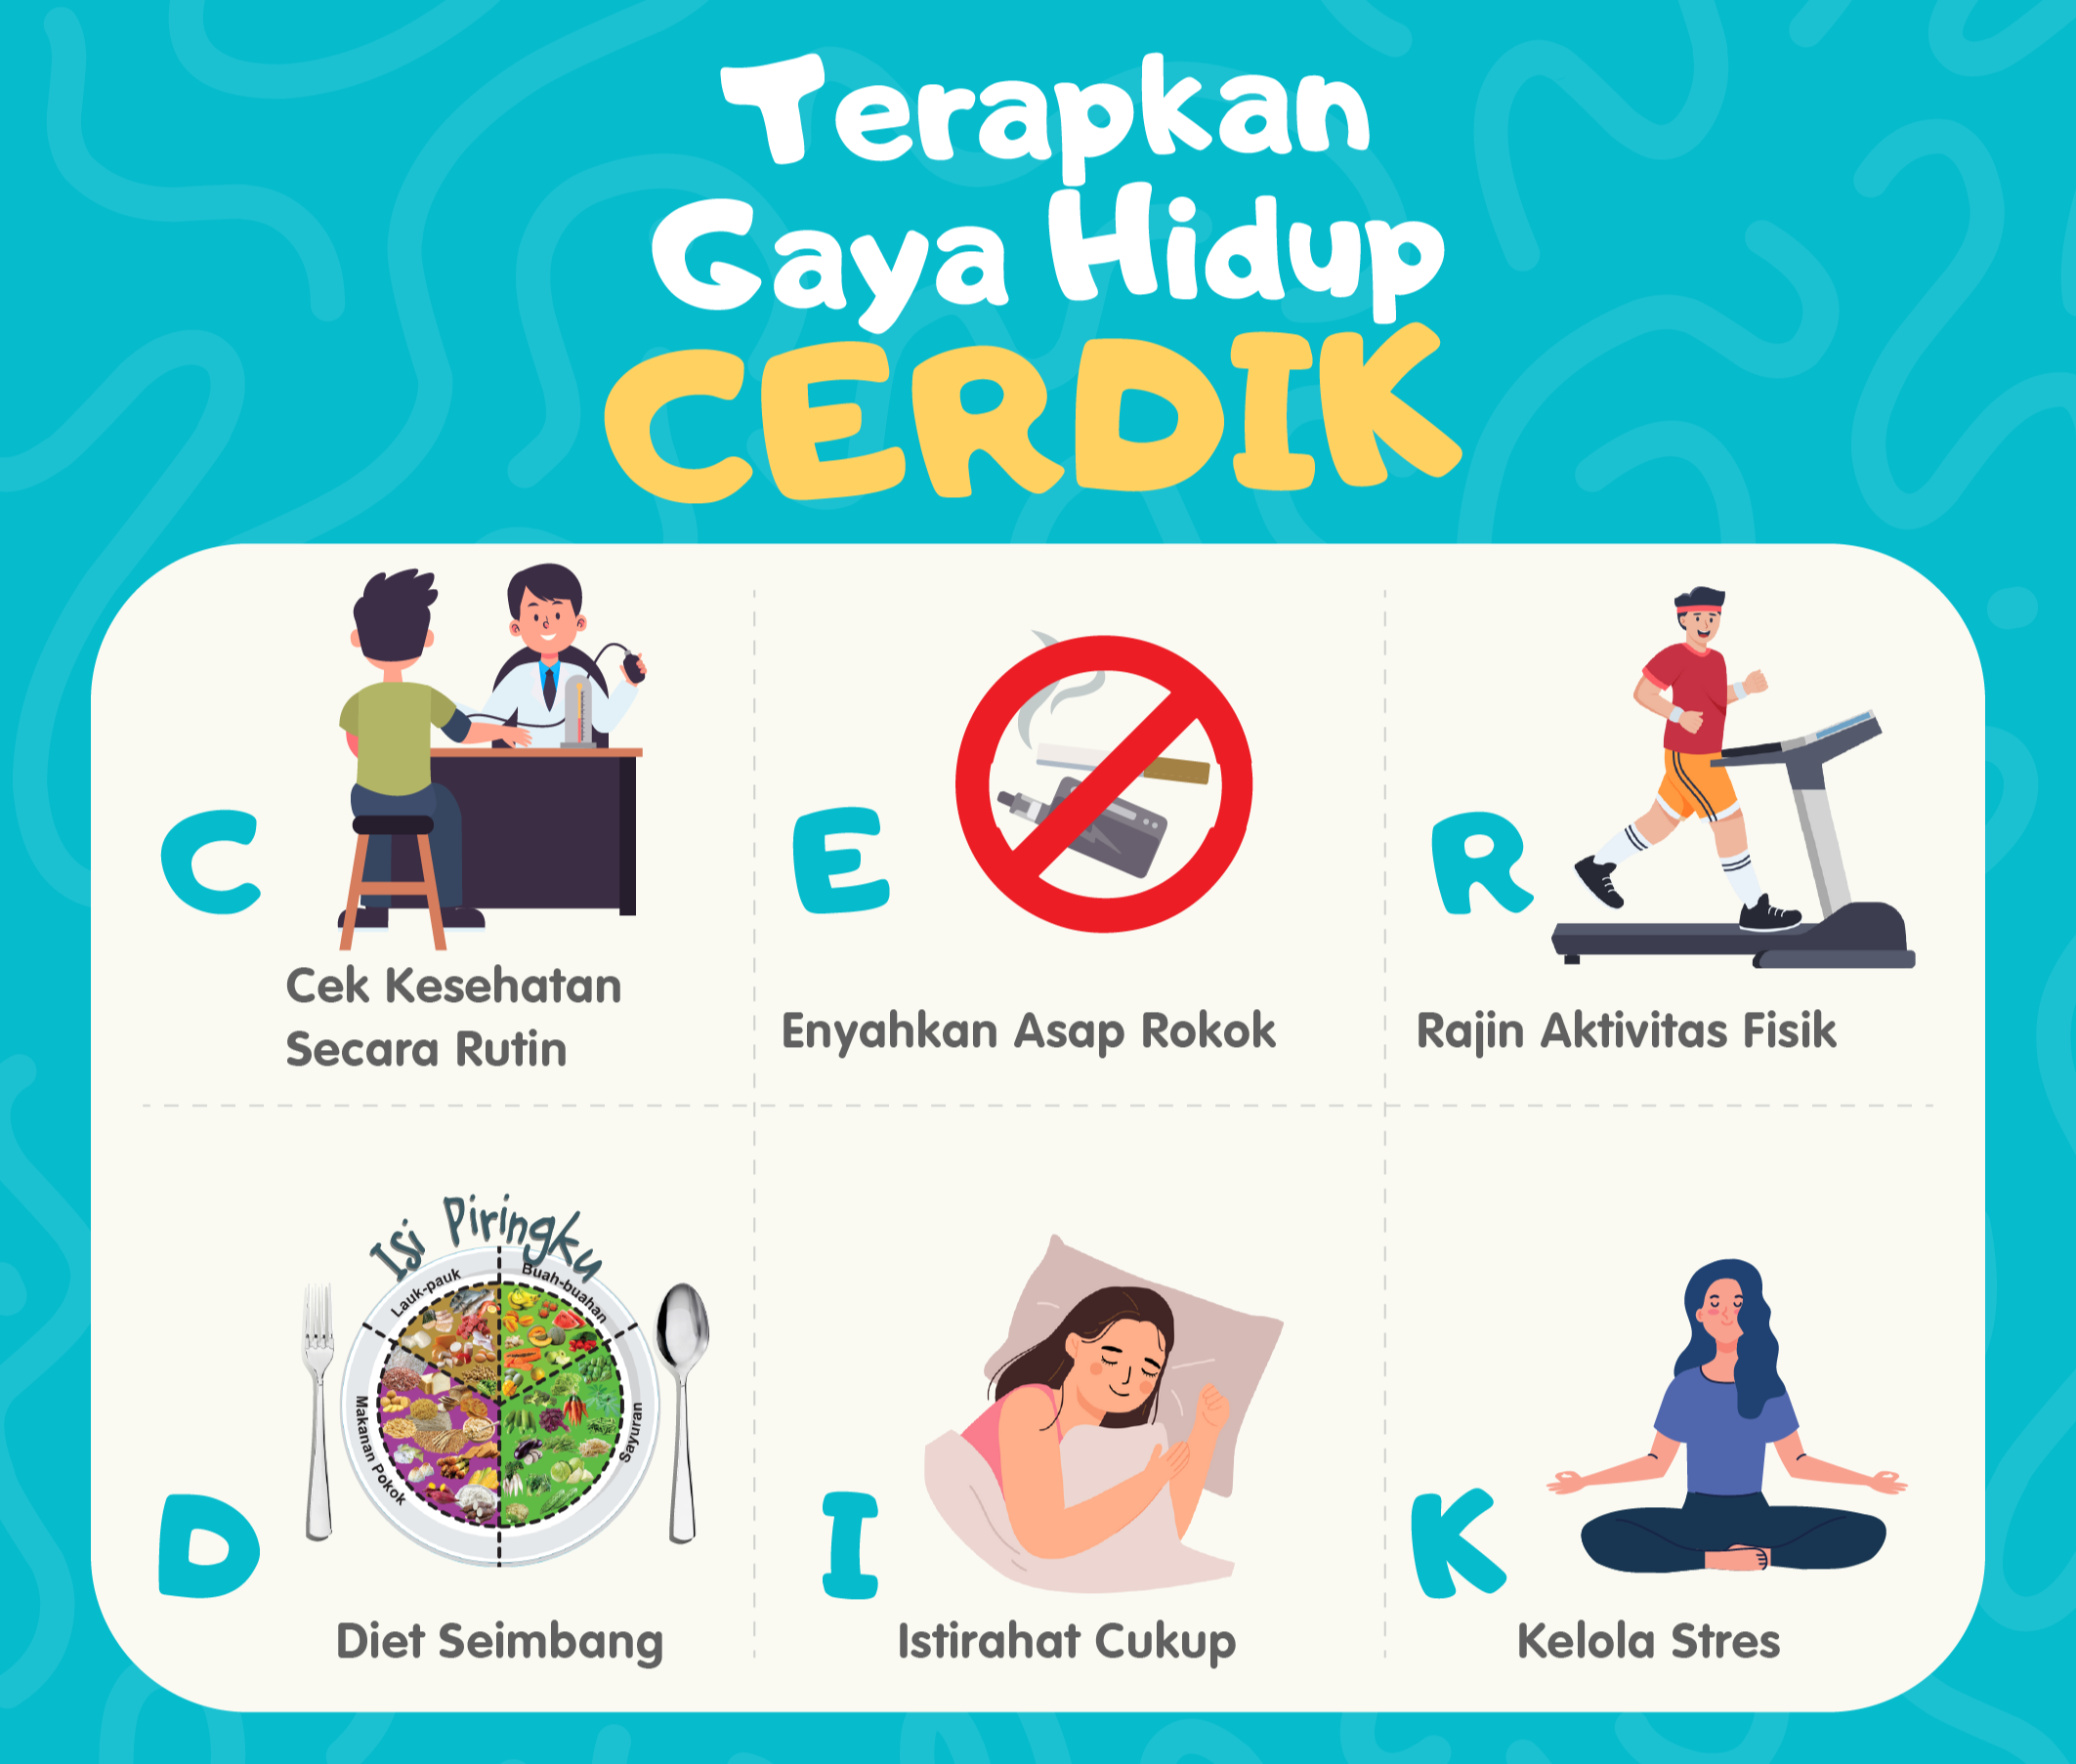 Terapkan
Gaya Hidup
CERDIK
C
Cek Kesehatan
Secara Rutin
E
Enyahkan Asap Rokok
R
Rajin Aktivitas Fisik
D
Isi Piringku
Lauk-pauk
Buah-buahan
Makanan Pokok
Sayuran
Diet Seimbang
I
Istirahat Cukup
K
Kelola Stres